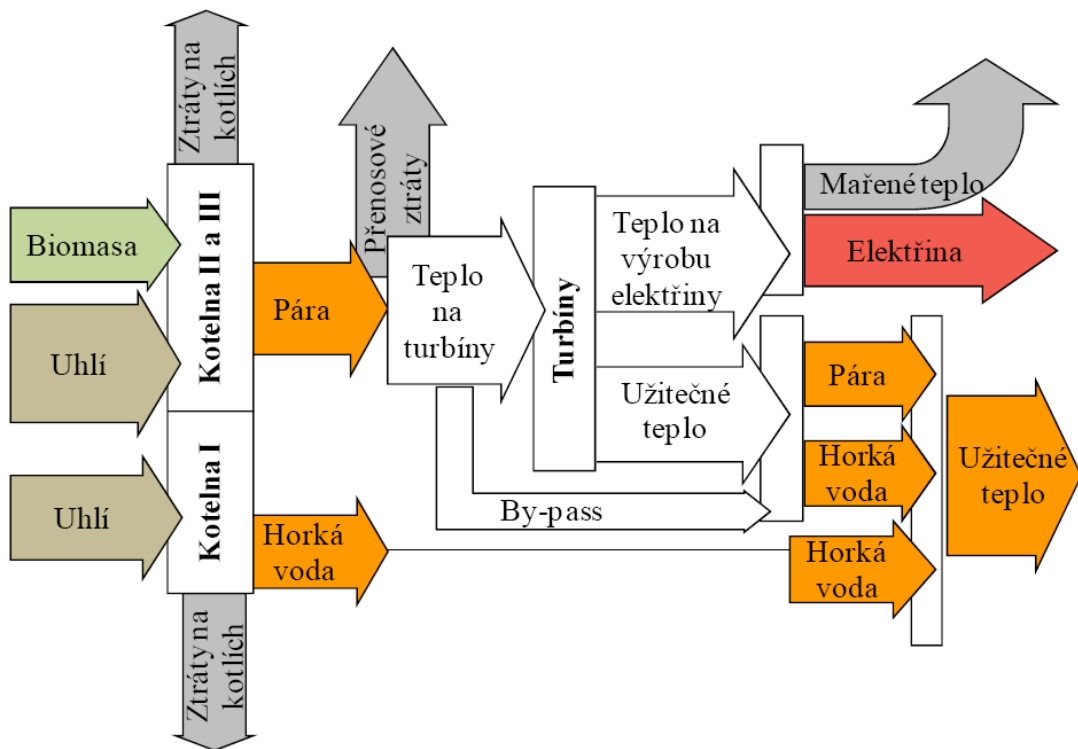 Ztráty na
kotlích
Biomasa
Uhlí
Uhlí
Kotelna II a III
Kotelna I
Ztráty na
kotlích
Pára
Horká
voda
Přenosové
ztráty
Teplo
na
turbíny
By-pass
Turbíny
Teplo na
výrobu
elektřiny
Užitečné
teplo
Mařené teplo
Elektřina
Pára
Horká
voda
Horká
voda
Užitečné
teplo